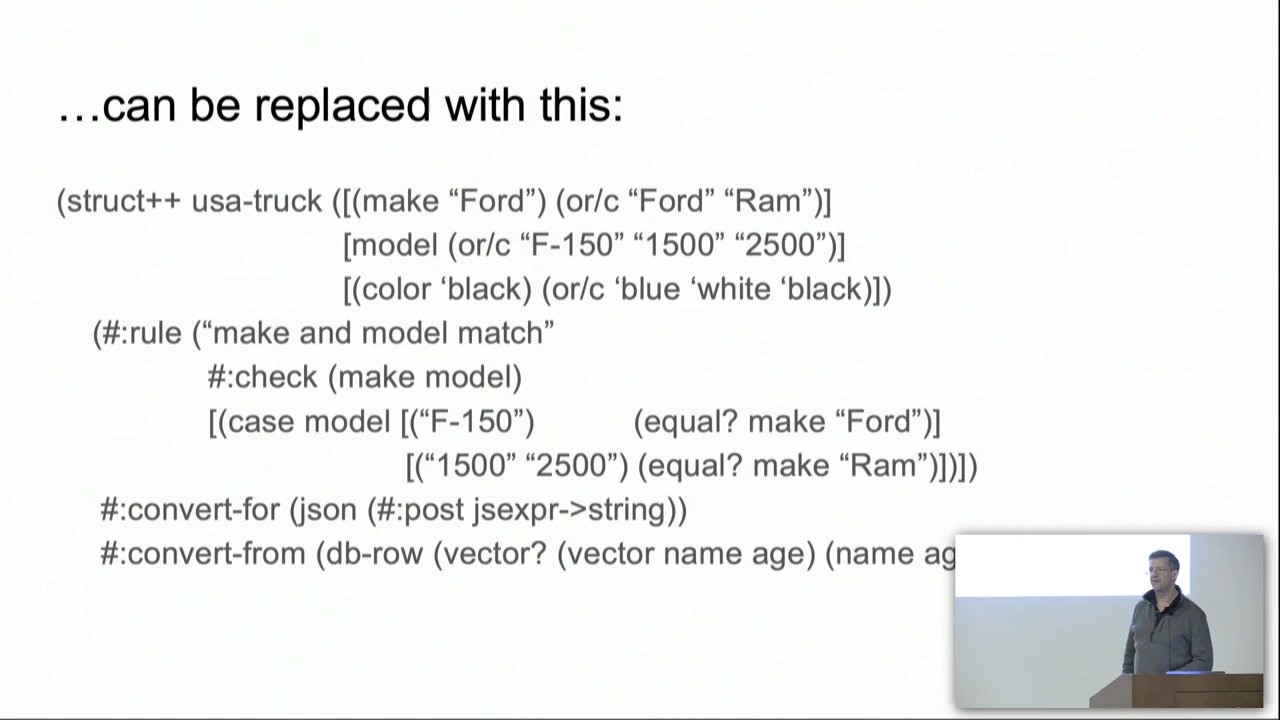 …can be replaced with this:
(struct++ usa-truck ([(make “Ford”) (or/c “Ford” “Ram”)]
[model (or/c “F-150” “1500” “2500”)]
[(color ‘black) (or/c ‘blue ‘white ‘black)])
(#:rule (“make and model match”
#:check (make model)
[(case model [(“F-150”) (equal? make “Ford”)]
[(“1500” “2500”) (equal? make “Ram”)])])
#:convert-for (json (#:post jsexpr->string))
#:convert-from (db-row (vector? (vector name age) (name ag